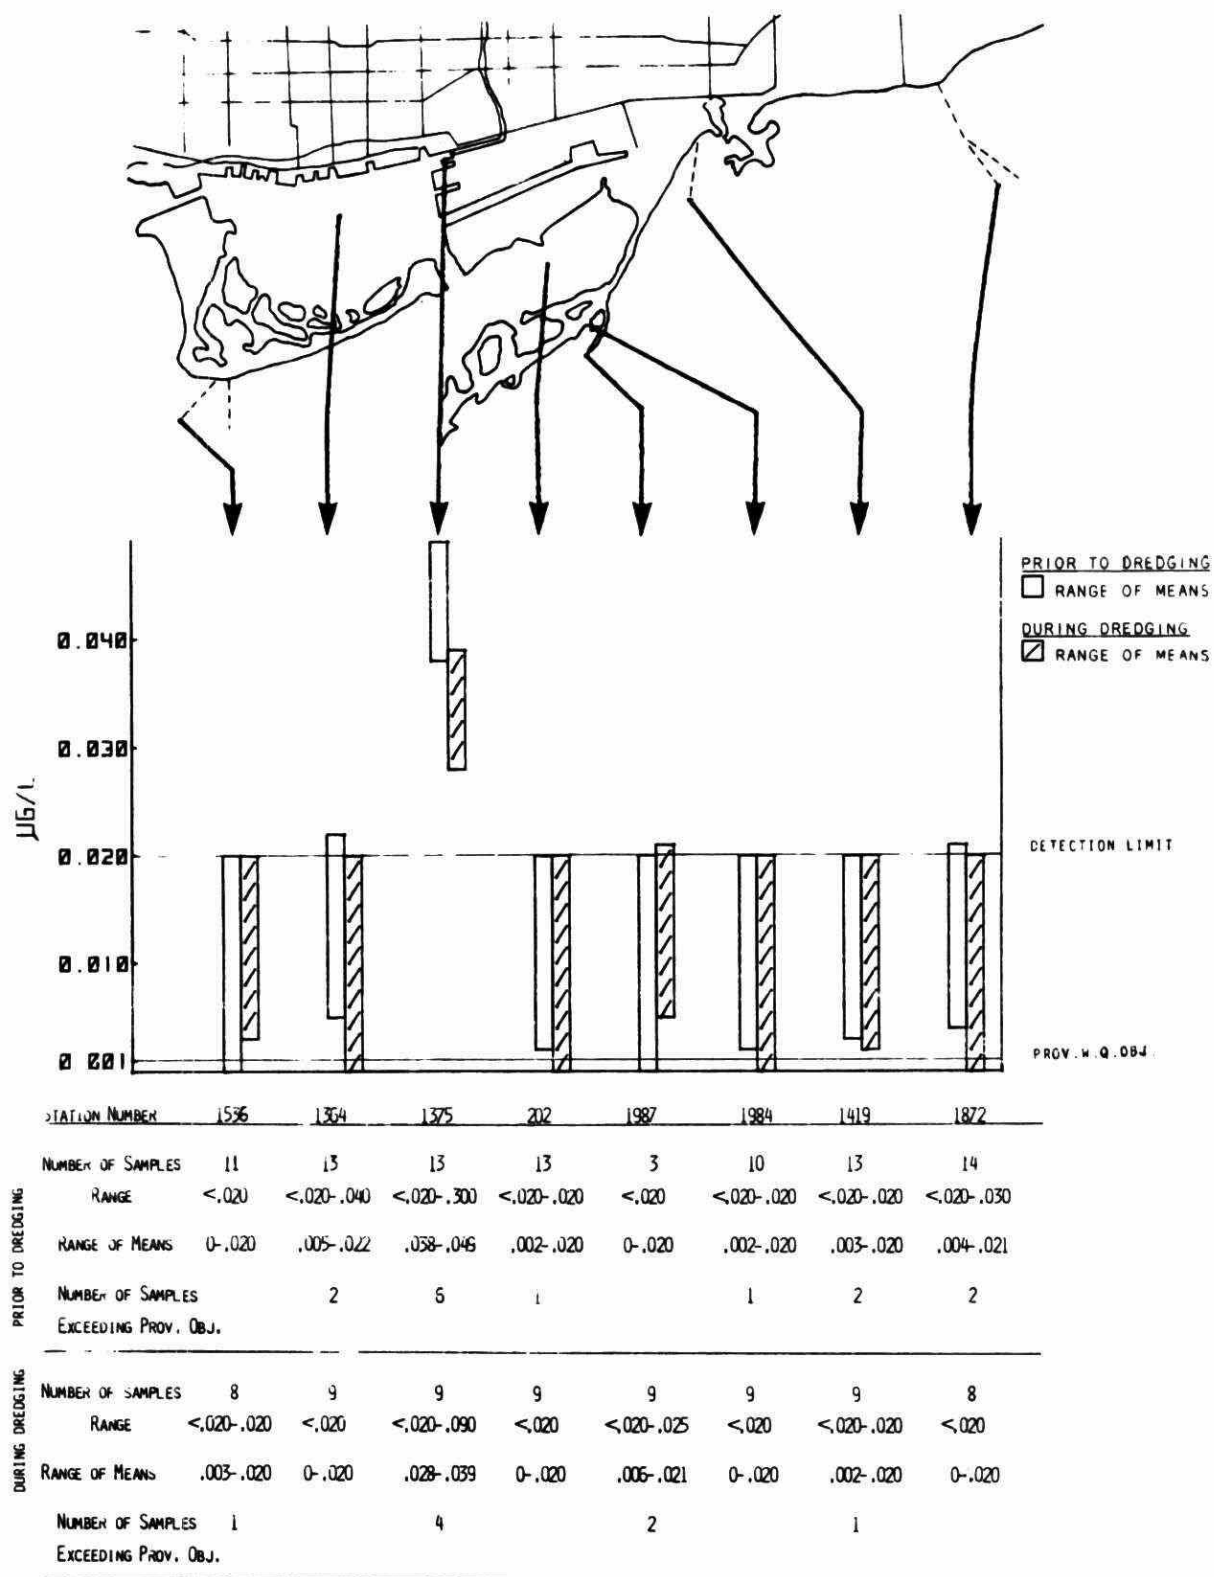 PRIOR TO DREDGING
RANGE OF MEANS
DURING DREDGING
RANGE OF MEANS
0.040
0.030
µG/L
0.020
DETECTION LIMIT
0.010
0 001
PROV.W.Q.OBJ.
STATION NUMBER 1536 1364 1375 202 1987 1984 1419 1872
PRIOR TO DREDGING
NUMBER OF SAMPLES 11 13 13 13 3 10 13 14
RANGE <.020 <.020-.040 <.020-.300 <.020-.020 <.020 <.020-.020 <.020-.020 <.020-.030
RANGE OF MEANS 0-.020 .005-.022 .038-.049 .002-.020 0-.020 .002-.020 .003-.020 .004-.021
NUMBER OF SAMPLES 2 1 1 2 2
EXCEEDING PROV. OBJ.
DURING DREDGING
NUMBER OF SAMPLES 8 9 9 9 9 9 9 8
RANGE <.020-.020 <.020 <.020-.090 <.020 <.020-.025 <.020 <.020-.020 <.020
RANGE OF MEANS .003-.020 0-.020 .028-.039 0-.020 .006-.021 0-.020 .002-.020 0-.020
NUMBER OF SAMPLES 1 4 2 1
EXCEEDING PROV. OBJ.